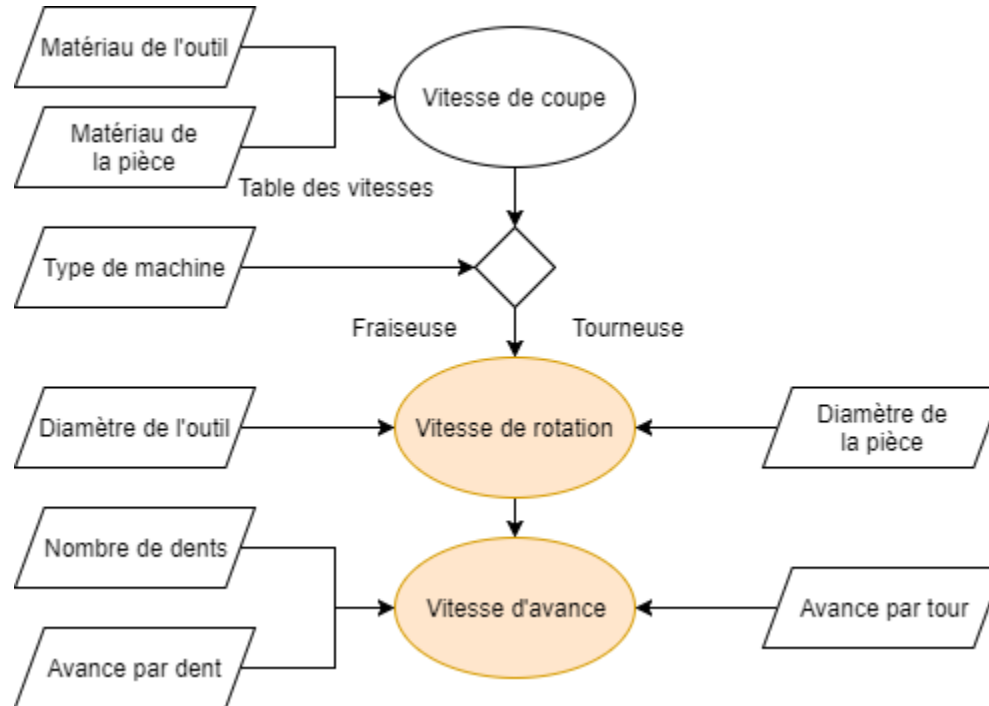 Matériau de l'outil
Vitesse de coupe
Matériau de
la pièce
Table des vitesses
Type de machine
Fraiseuse
Tourneuse
Diamètre de l'outil
Vitesse de rotation
Diamètre de
la pièce
Nombre de dents
Vitesse d'avance
Avance par tour
Avance par dent